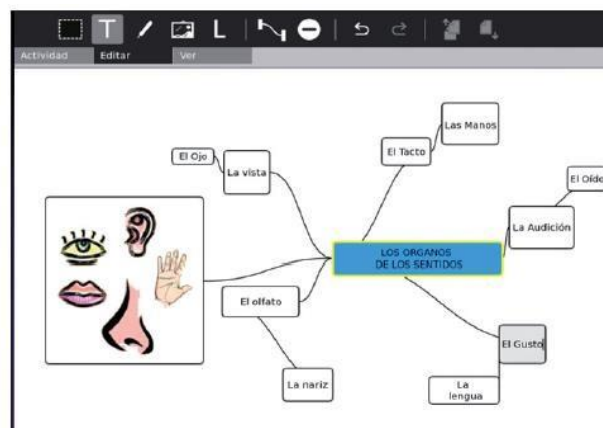 T L
Actividad Editar Ver
Las Manos
El Tacto
El Ojo
La vista
El Oído
La Audición
LOS ORGANOS
DE LOS SENTIDOS
El olfato
El Gusto
La nariz
La
lengua